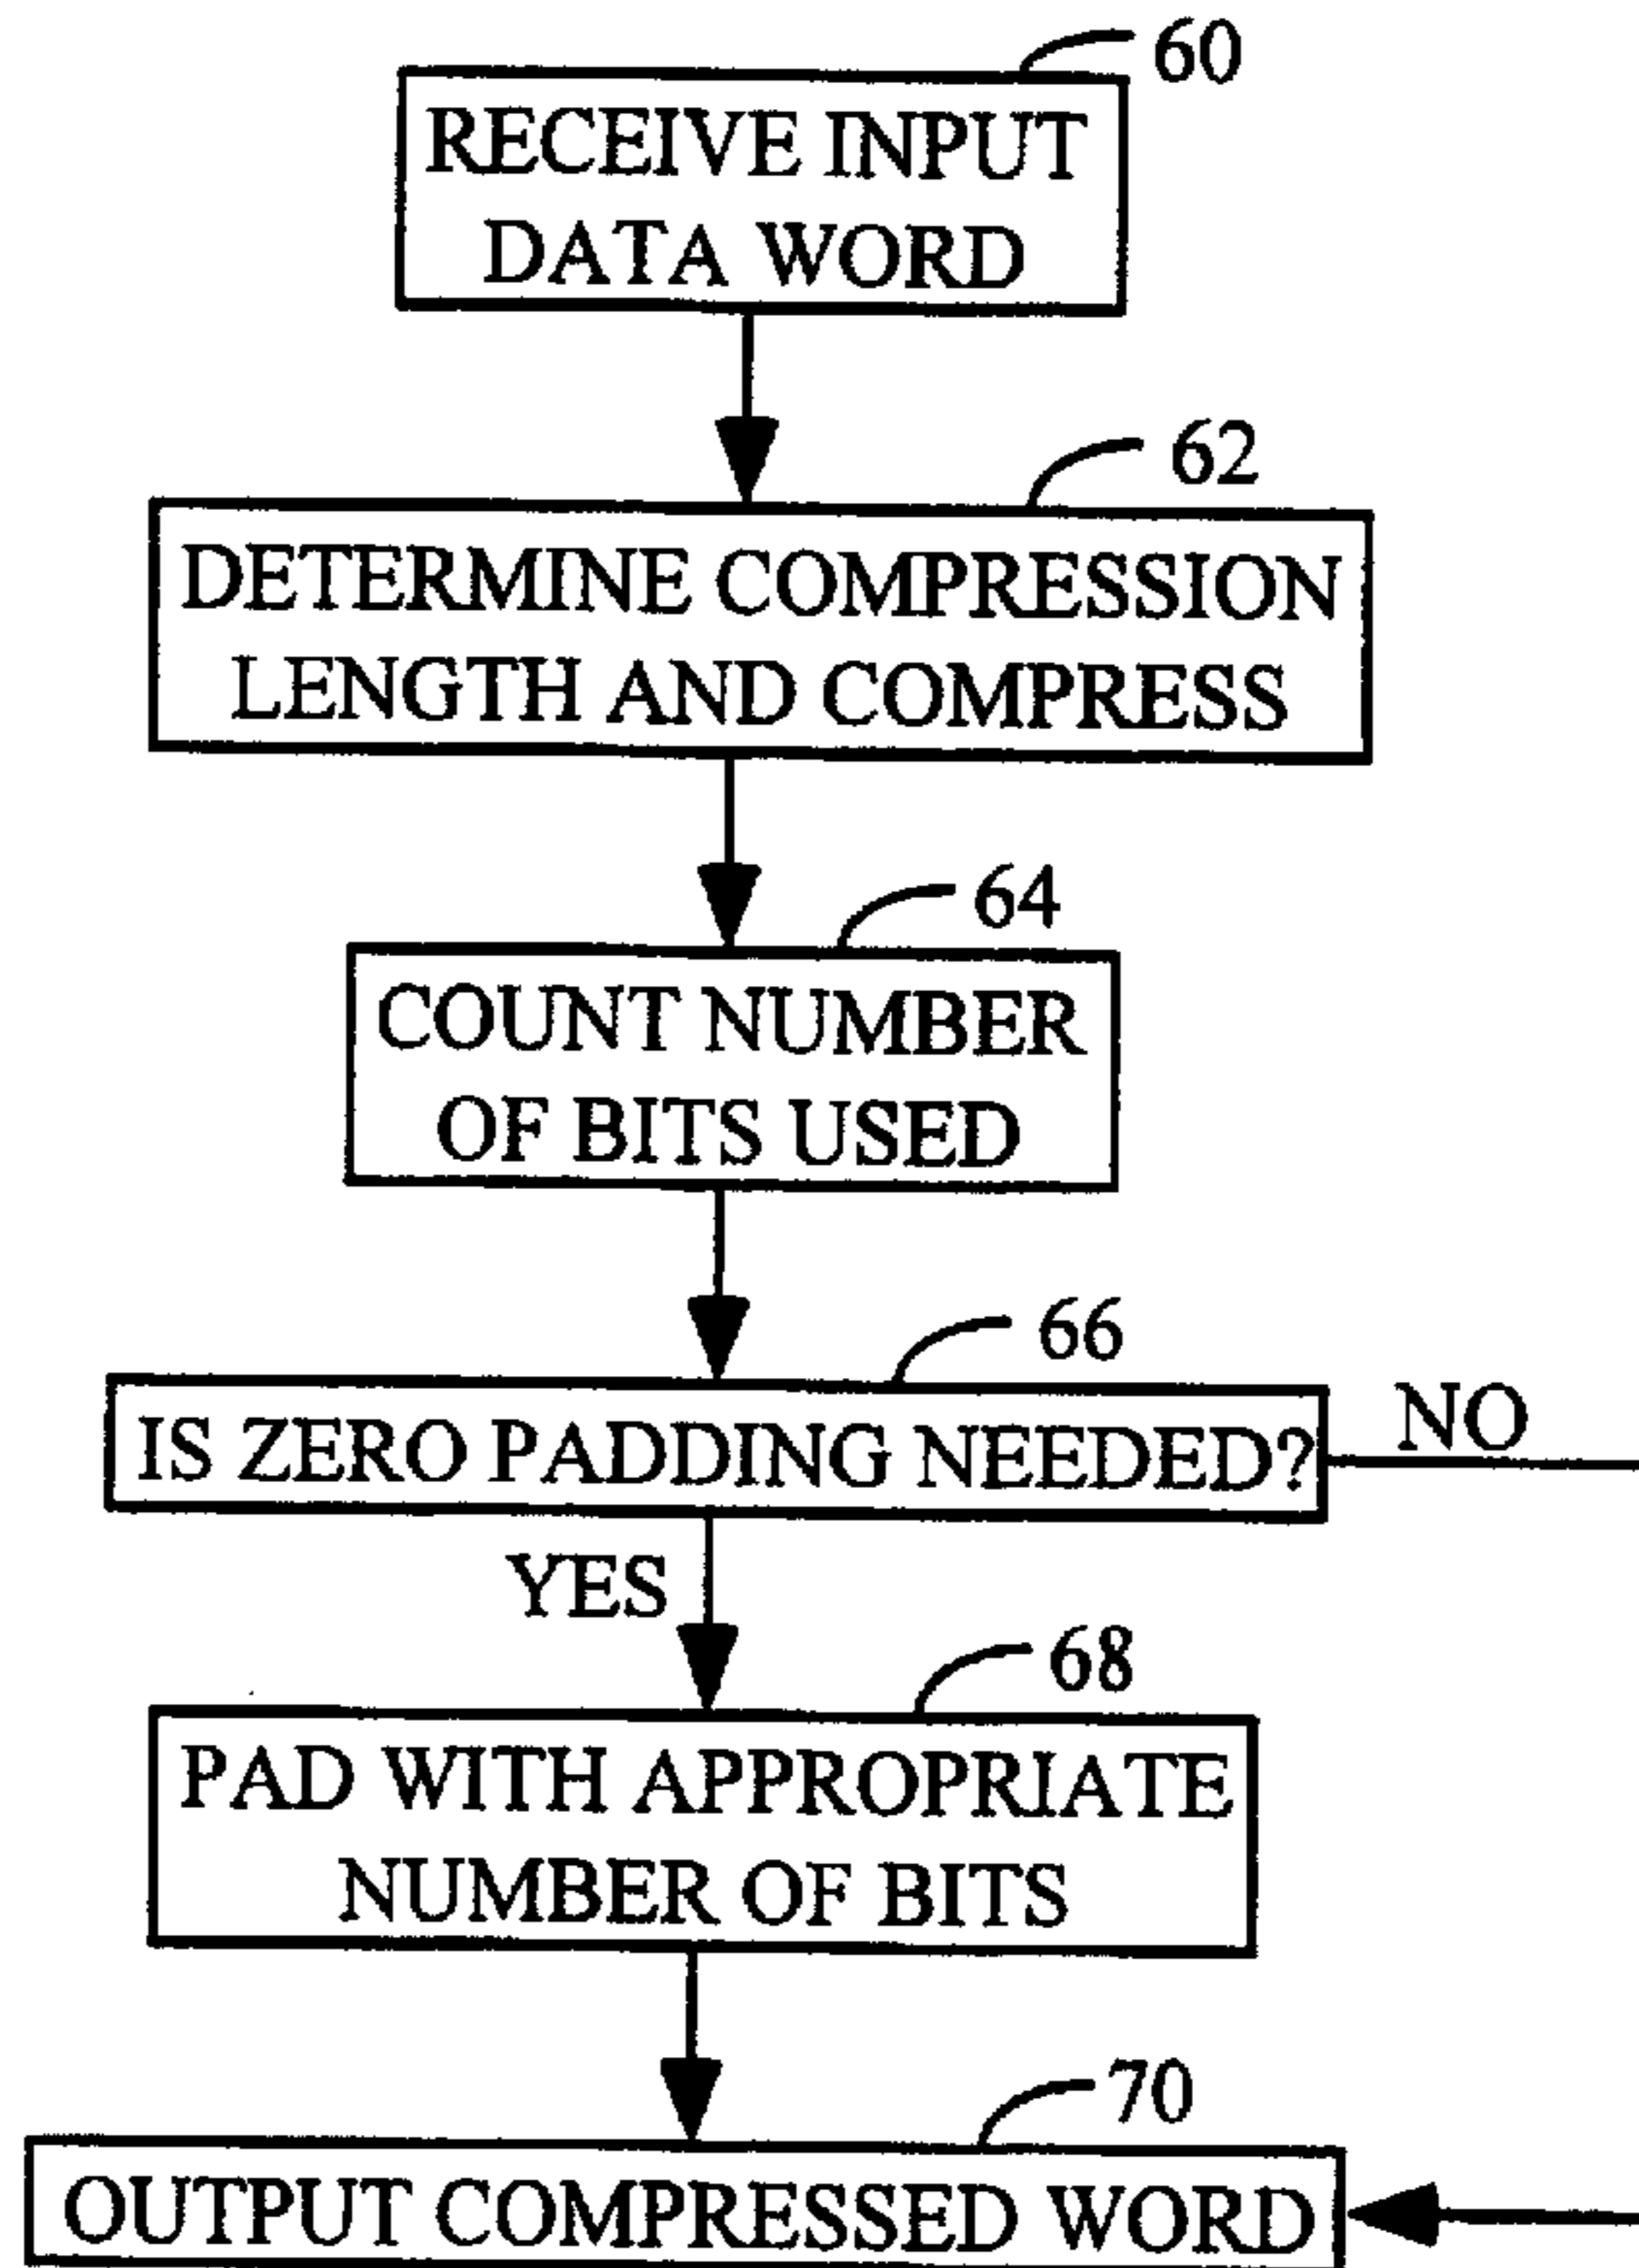 60
RECEIVE INPUT
DATA WORD
62
DETERMINE COMPRESSION
LENGTH AND COMPRESS
64
COUNT NUMBER
OF BITS USED
66
IS ZERO PADDING NEEDED?
NO
YES
68
PAD WITH APPROPRIATE
NUMBER OF BITS
70
OUTPUT COMPRESSED WORD